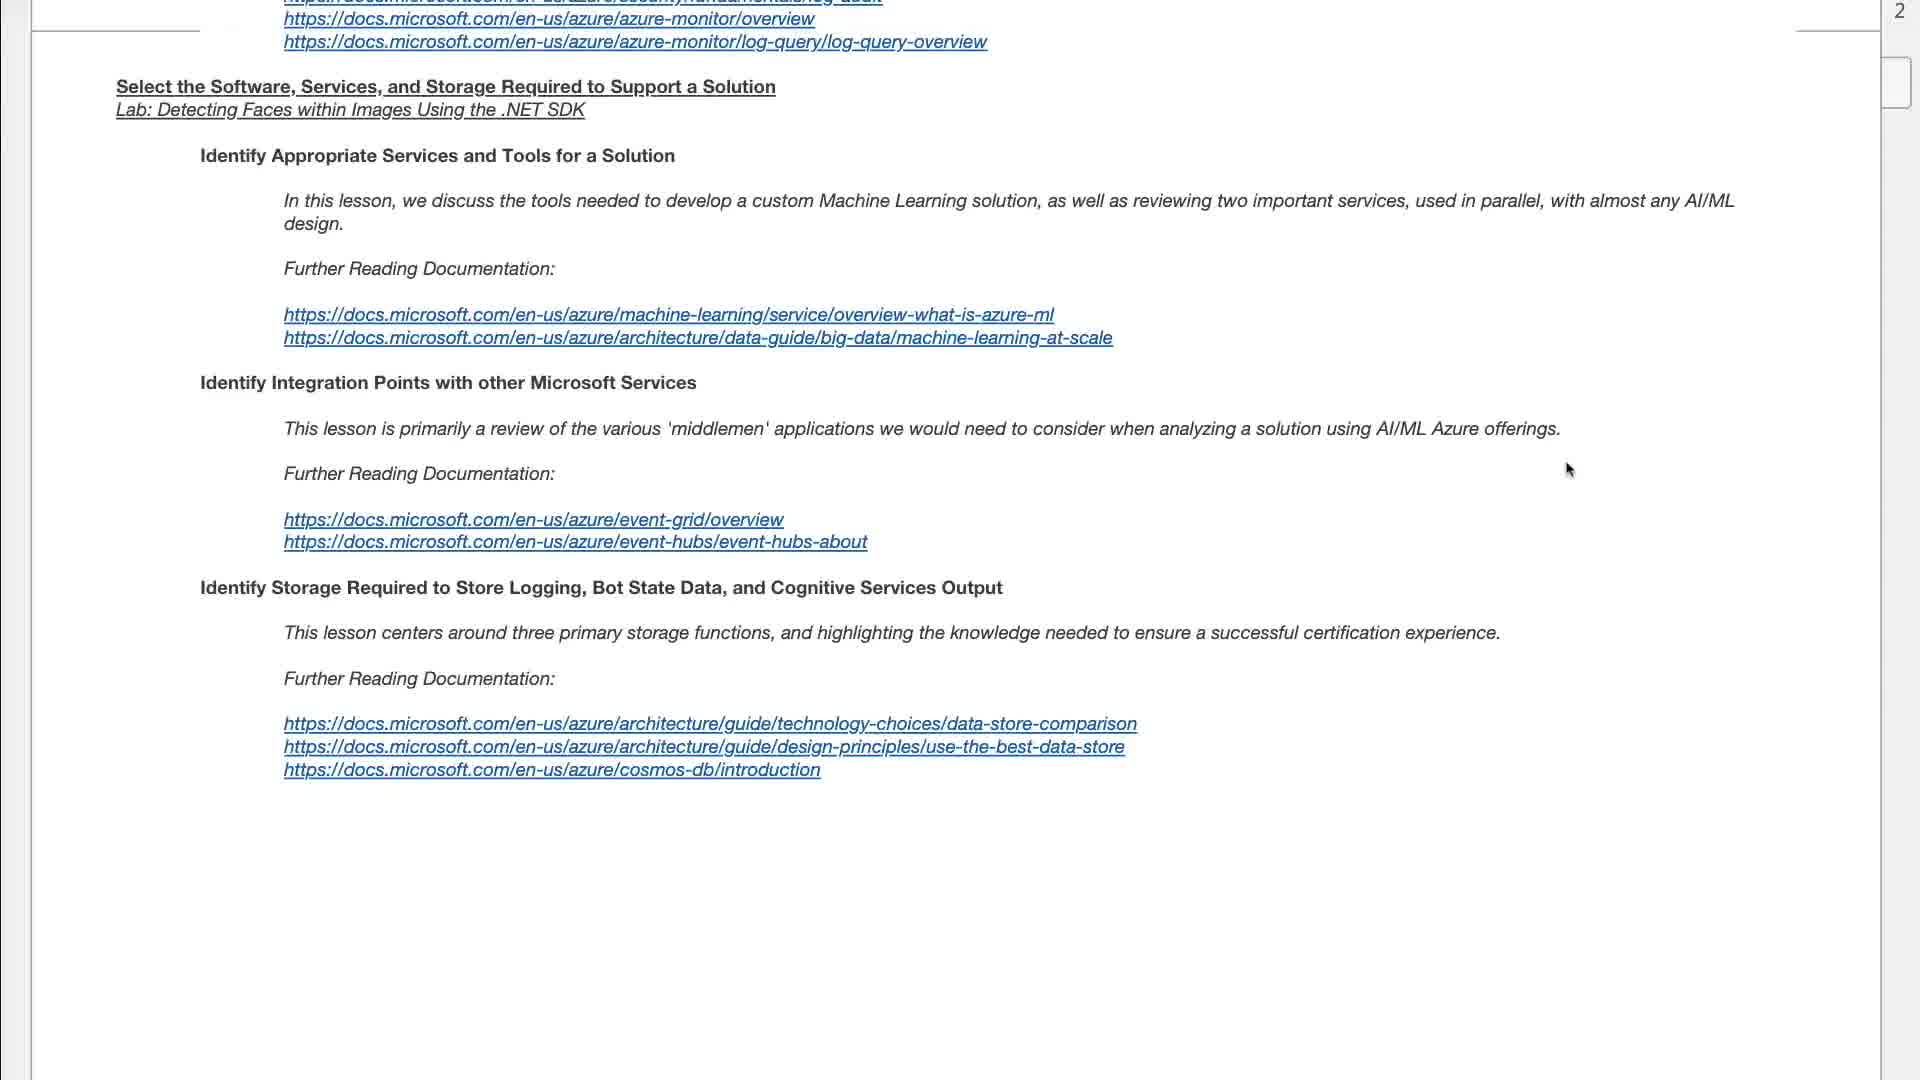 https://docs.microsoft.com/en-us/azure/security/fundamentals/log-audit
https://docs.microsoft.com/en-us/azure/azure-monitor/overview
https://docs.microsoft.com/en-us/azure/azure-monitor/log-query/log-query-overview
2
Select the Software, Services, and Storage Required to Support a Solution
Lab: Detecting Faces within Images Using the .NET SDK
Identify Appropriate Services and Tools for a Solution
In this lesson, we discuss the tools needed to develop a custom Machine Learning solution, as well as reviewing two important services, used in parallel, with almost any AI/ML
design.
Further Reading Documentation:
https://docs.microsoft.com/en-us/azure/machine-learning/service/overview-what-is-azure-ml
https://docs.microsoft.com/en-us/azure/architecture/data-guide/big-data/machine-learning-at-scale
Identify Integration Points with other Microsoft Services
This lesson is primarily a review of the various 'middlemen' applications we would need to consider when analyzing a solution using AI/ML Azure offerings.
Further Reading Documentation:
https://docs.microsoft.com/en-us/azure/event-grid/overview
https://docs.microsoft.com/en-us/azure/event-hubs/event-hubs-about
Identify Storage Required to Store Logging, Bot State Data, and Cognitive Services Output
This lesson centers around three primary storage functions, and highlighting the knowledge needed to ensure a successful certification experience.
Further Reading Documentation:
https://docs.microsoft.com/en-us/azure/architecture/guide/technology-choices/data-store-comparison
https://docs.microsoft.com/en-us/azure/architecture/guide/design-principles/use-the-best-data-store
https://docs.microsoft.com/en-us/azure/cosmos-db/introduction